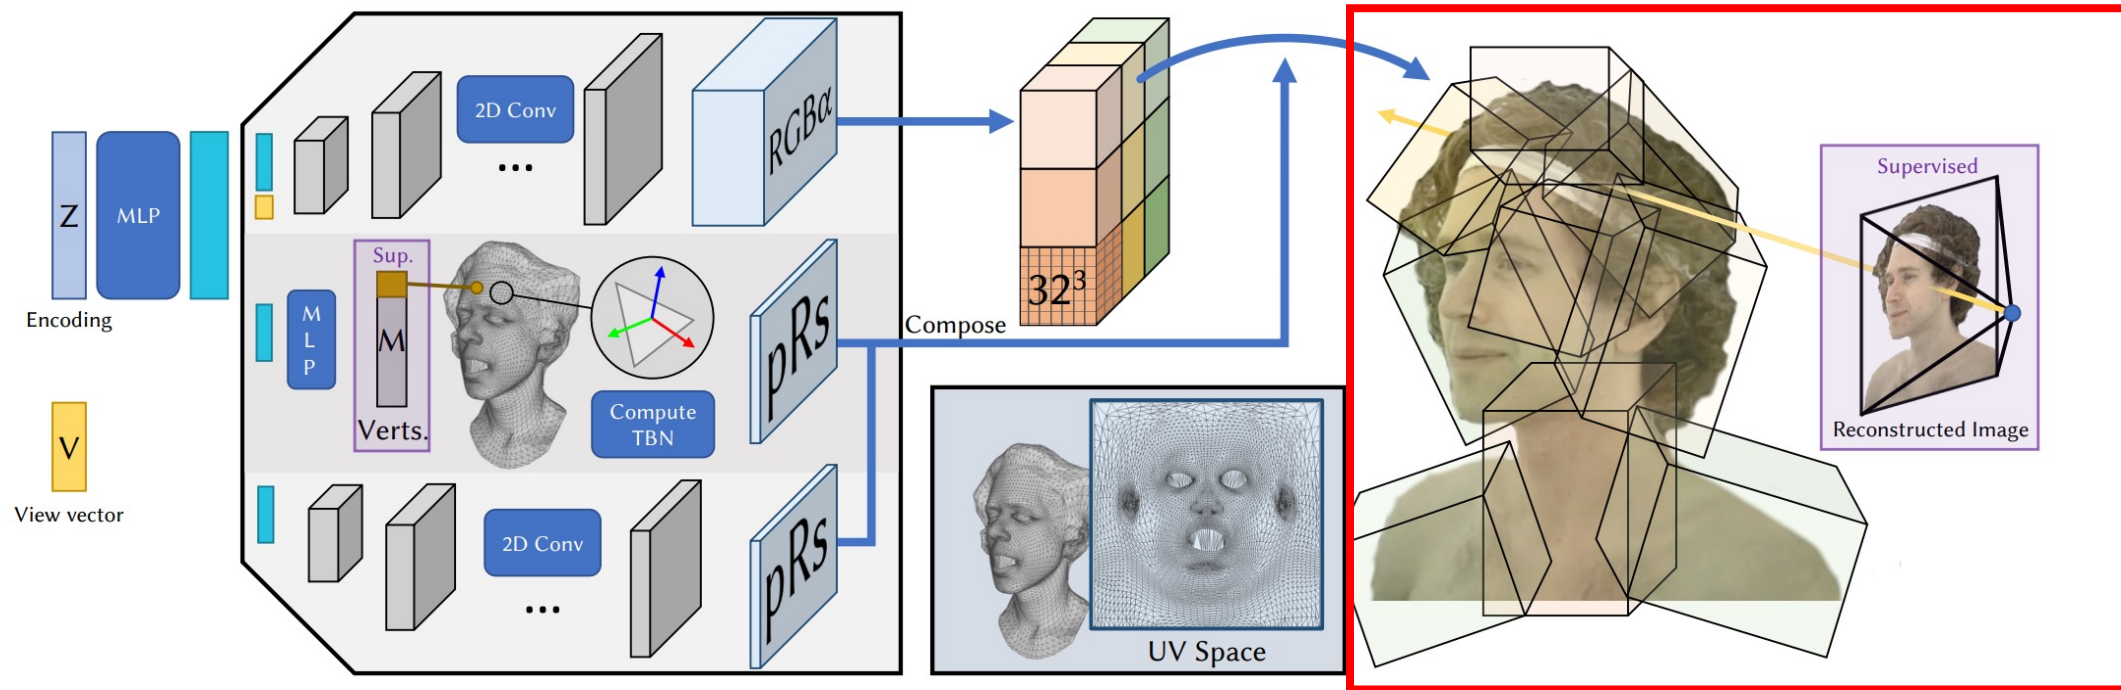 Z
Encoding
MLP
V
View vector
2D Conv
...
RGBα
Sup.
M
L
P
M
Verts.
Compute
TBN
pRs
2D Conv
...
pRs
Compose
32³
UV Space
Supervised
Reconstructed Image